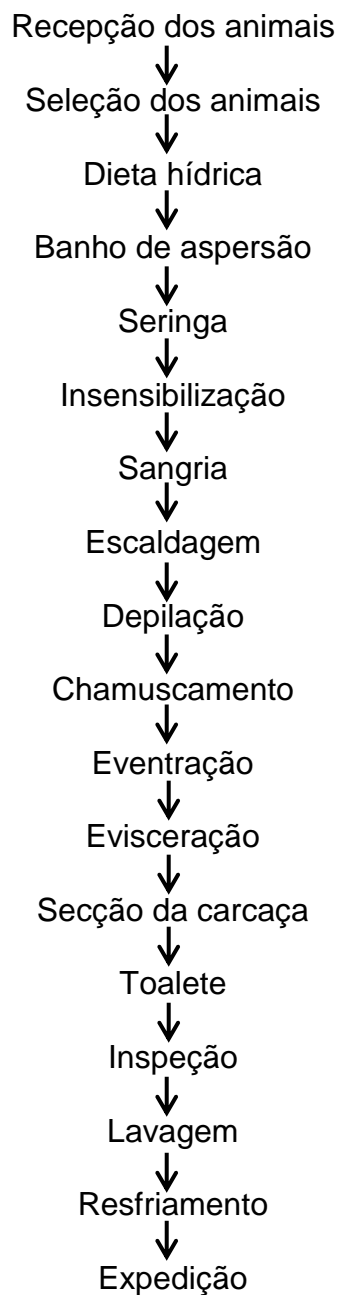 Recepção dos animais
Seleção dos animais
Dieta hídrica
Banho de aspersão
Seringa
Insensibilização
Sangria
Escaldagem
Depilação
Chamuscamento
Eventração
Evisceração
Secção da carcaça
Toalete
Inspeção
Lavagem
Resfriamento
Expedição